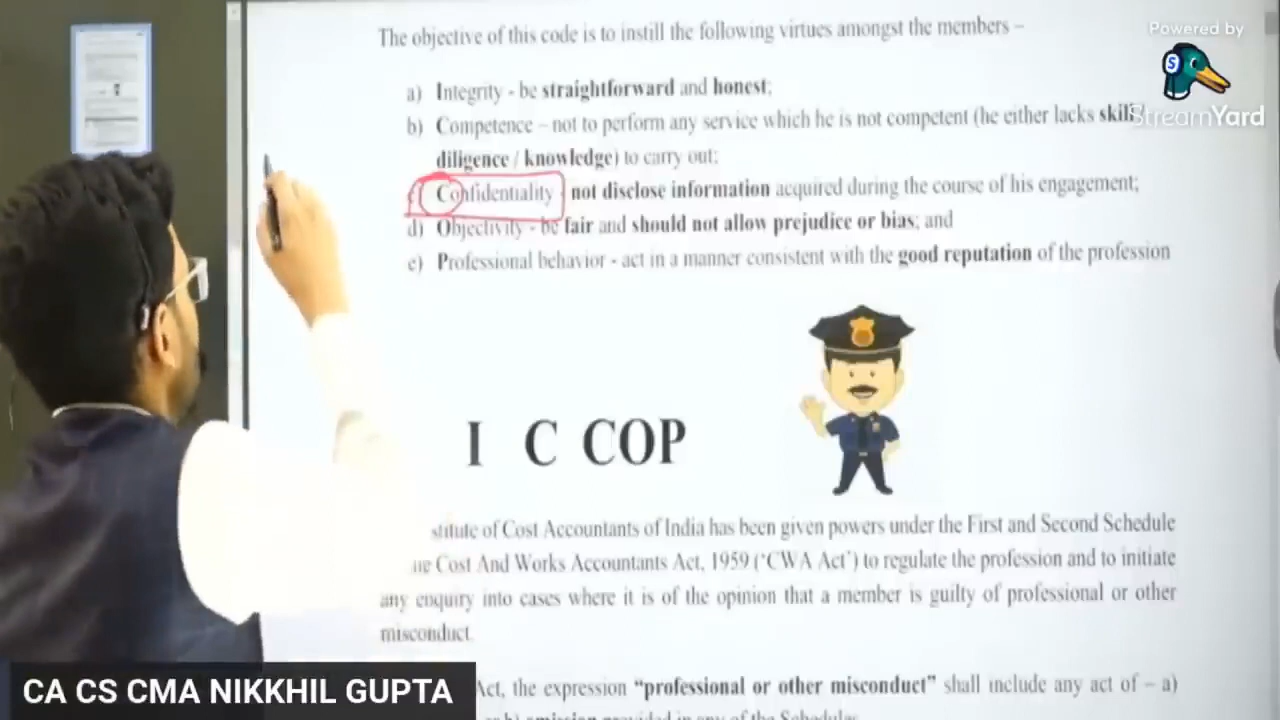 The objective of this code is to instill the following virtues amongst the members –
Powered by
StreamYard
a) Integrity - be straightforward and honest;
b) Competence – not to perform any service which he is not competent (he either lacks skill
diligence / knowledge) to carry out;
Confidentiality not disclose information acquired during the course of his engagement;
d) Objectivity - be fair and should not allow prejudice or bias; and
e) Professional behavior - act in a manner consistent with the good reputation of the profession
I C COP
stitute of Cost Accountants of India has been given powers under the First and Second Schedule
Cost And Works Accountants Act, 1959 ('CWA Act') to regulate the profession and to initiate
any enquiry into cases where it is of the opinion that a member is guilty of professional or other
misconduct.
Act, the expression “professional or other misconduct” shall include any act of – a)
CA CS CMA NIKKHIL GUPTA